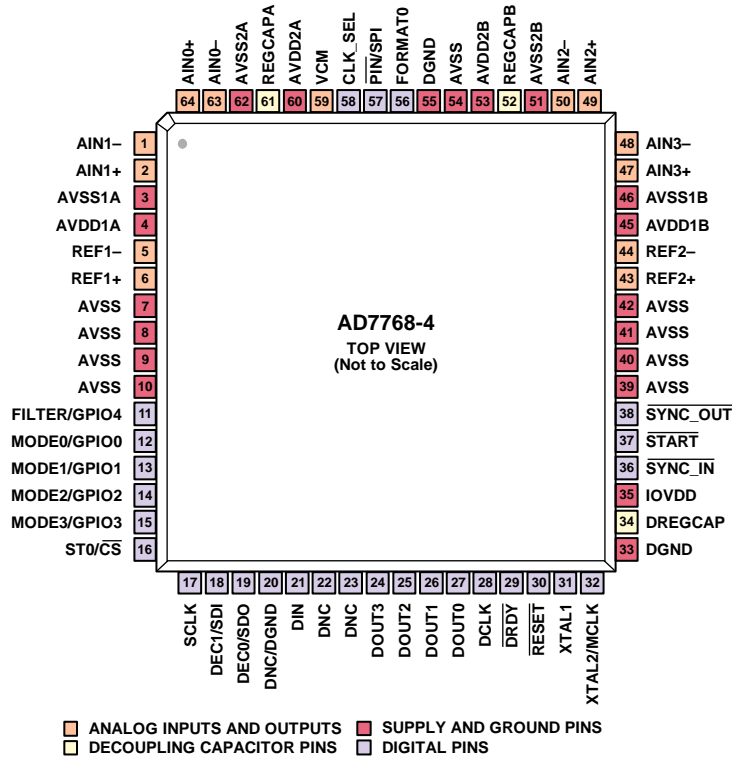 AIN0+
AIN0–
AVSS2A
REGCAPA
AVDD2A
VCM
CLK_SEL
PIN/SPI
FORMAT0
DGND
AVSS
AVDD2B
REGCAPB
AVSS2B
AIN2–
AIN2+
64 63 62 61 60 59 58 57 56 55 54 53 52 51 50 49
AIN1– 1
AIN1+ 2
AVSS1A 3
AVDD1A 4
REF1– 5
REF1+ 6
AVSS 7
AVSS 8
AVSS 9
AVSS 10
FILTER/GPIO4 11
MODE0/GPIO0 12
MODE1/GPIO1 13
MODE2/GPIO2 14
MODE3/GPIO3 15
ST0/CS 16
AD7768-4
TOP VIEW
(Not to Scale)
48 AIN3–
47 AIN3+
46 AVSS1B
45 AVDD1B
44 REF2–
43 REF2+
42 AVSS
41 AVSS
40 AVSS
39 AVSS
38 SYNC_OUT
37 START
36 SYNC_IN
35 IOVDD
34 DREGCAP
33 DGND
17 18 19 20 21 22 23 24 25 26 27 28 29 30 31 32
SCLK
DEC1/SDI
DEC0/SDO
DNC/DGND
DIN
DNC
DNC
DOUT3
DOUT2
DOUT1
DOUT0
DCLK
DRDY
RESET
XTAL1
XTAL2/MCLK
ANALOG INPUTS AND OUTPUTS
SUPPLY AND GROUND PINS
DECOUPLING CAPACITOR PINS
DIGITAL PINS